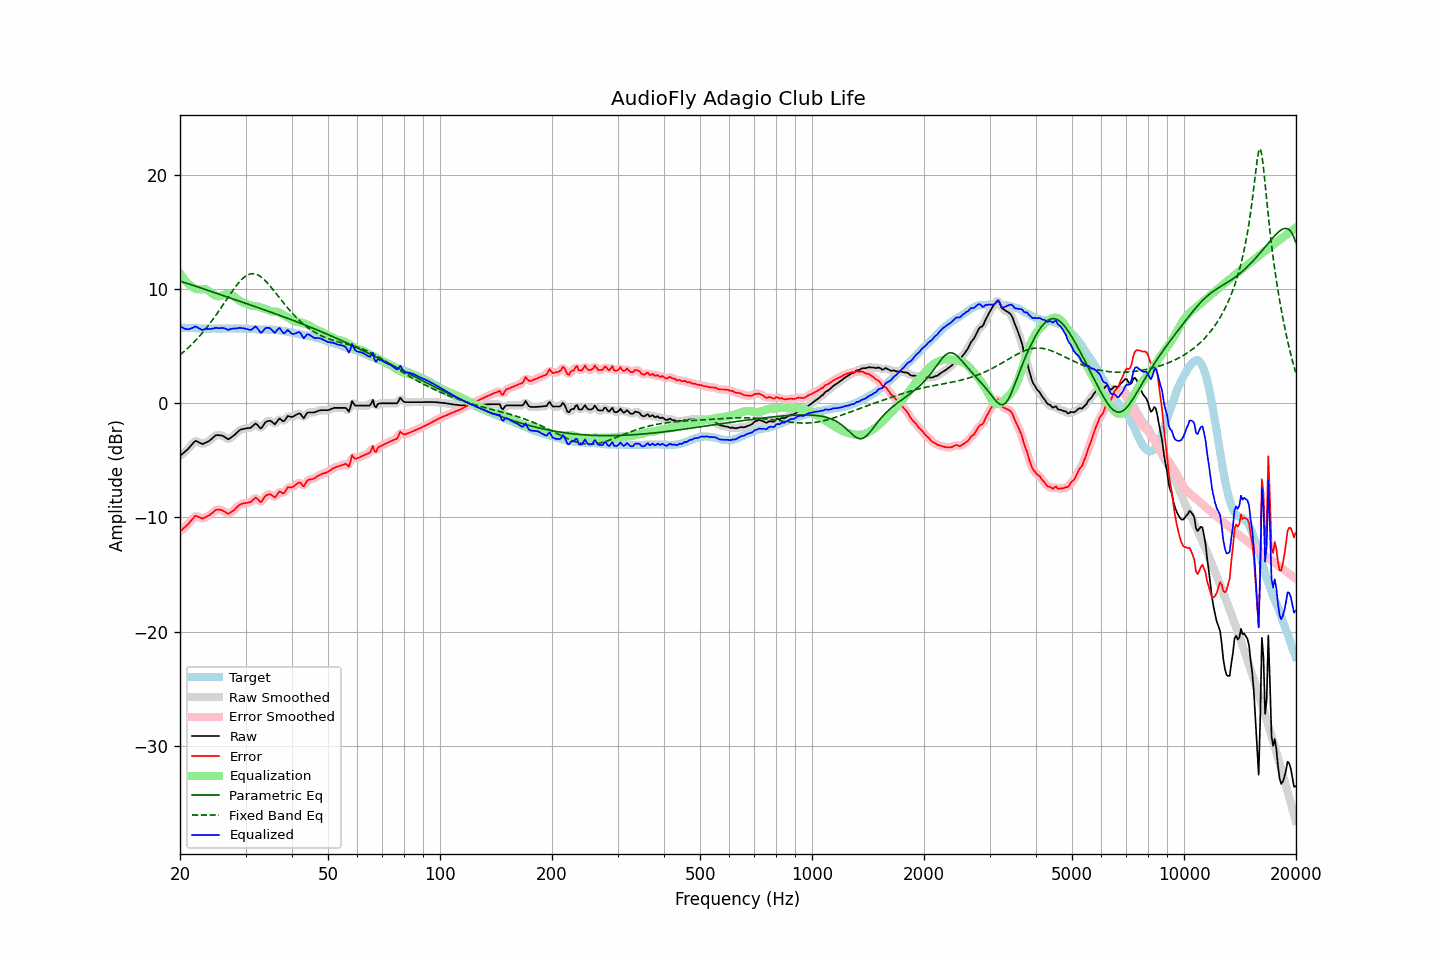 AudioFly Adagio Club Life
Amplitude (dBr)
20
10
0
−10
−20
−30
Target
Raw Smoothed
Error Smoothed
Raw
Error
Equalization
Parametric Eq
Fixed Band Eq
Equalized
20
50
100
200
500
1000
2000
5000
10000
20000
Frequency (Hz)